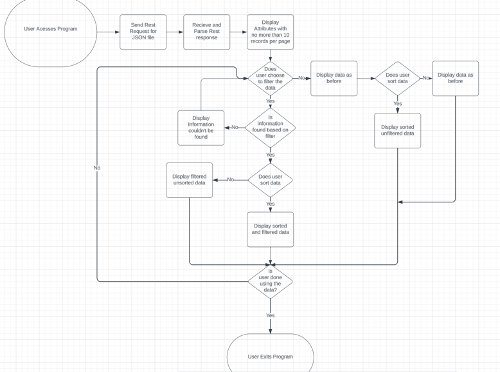 User Acesses Program
Send Rest
Request for
JSON file
Recieve and
Parse Rest
response
Display
Attributes with
no more than 10
records per page
Does
user choose
to filter the
data
No
Display data as
before
Does user
sort data
No
Display data as
before
Yes
Yes
Display
Information
couldn't be
found
No
Is
information
found based on
filter
Display sorted
unfiltered data
Yes
No
Display filtered
unsorted data
No
Does user
sort data
Yes
Display sorted
and filtered data
Is
user done
using the
data?
Yes
User Exits Program